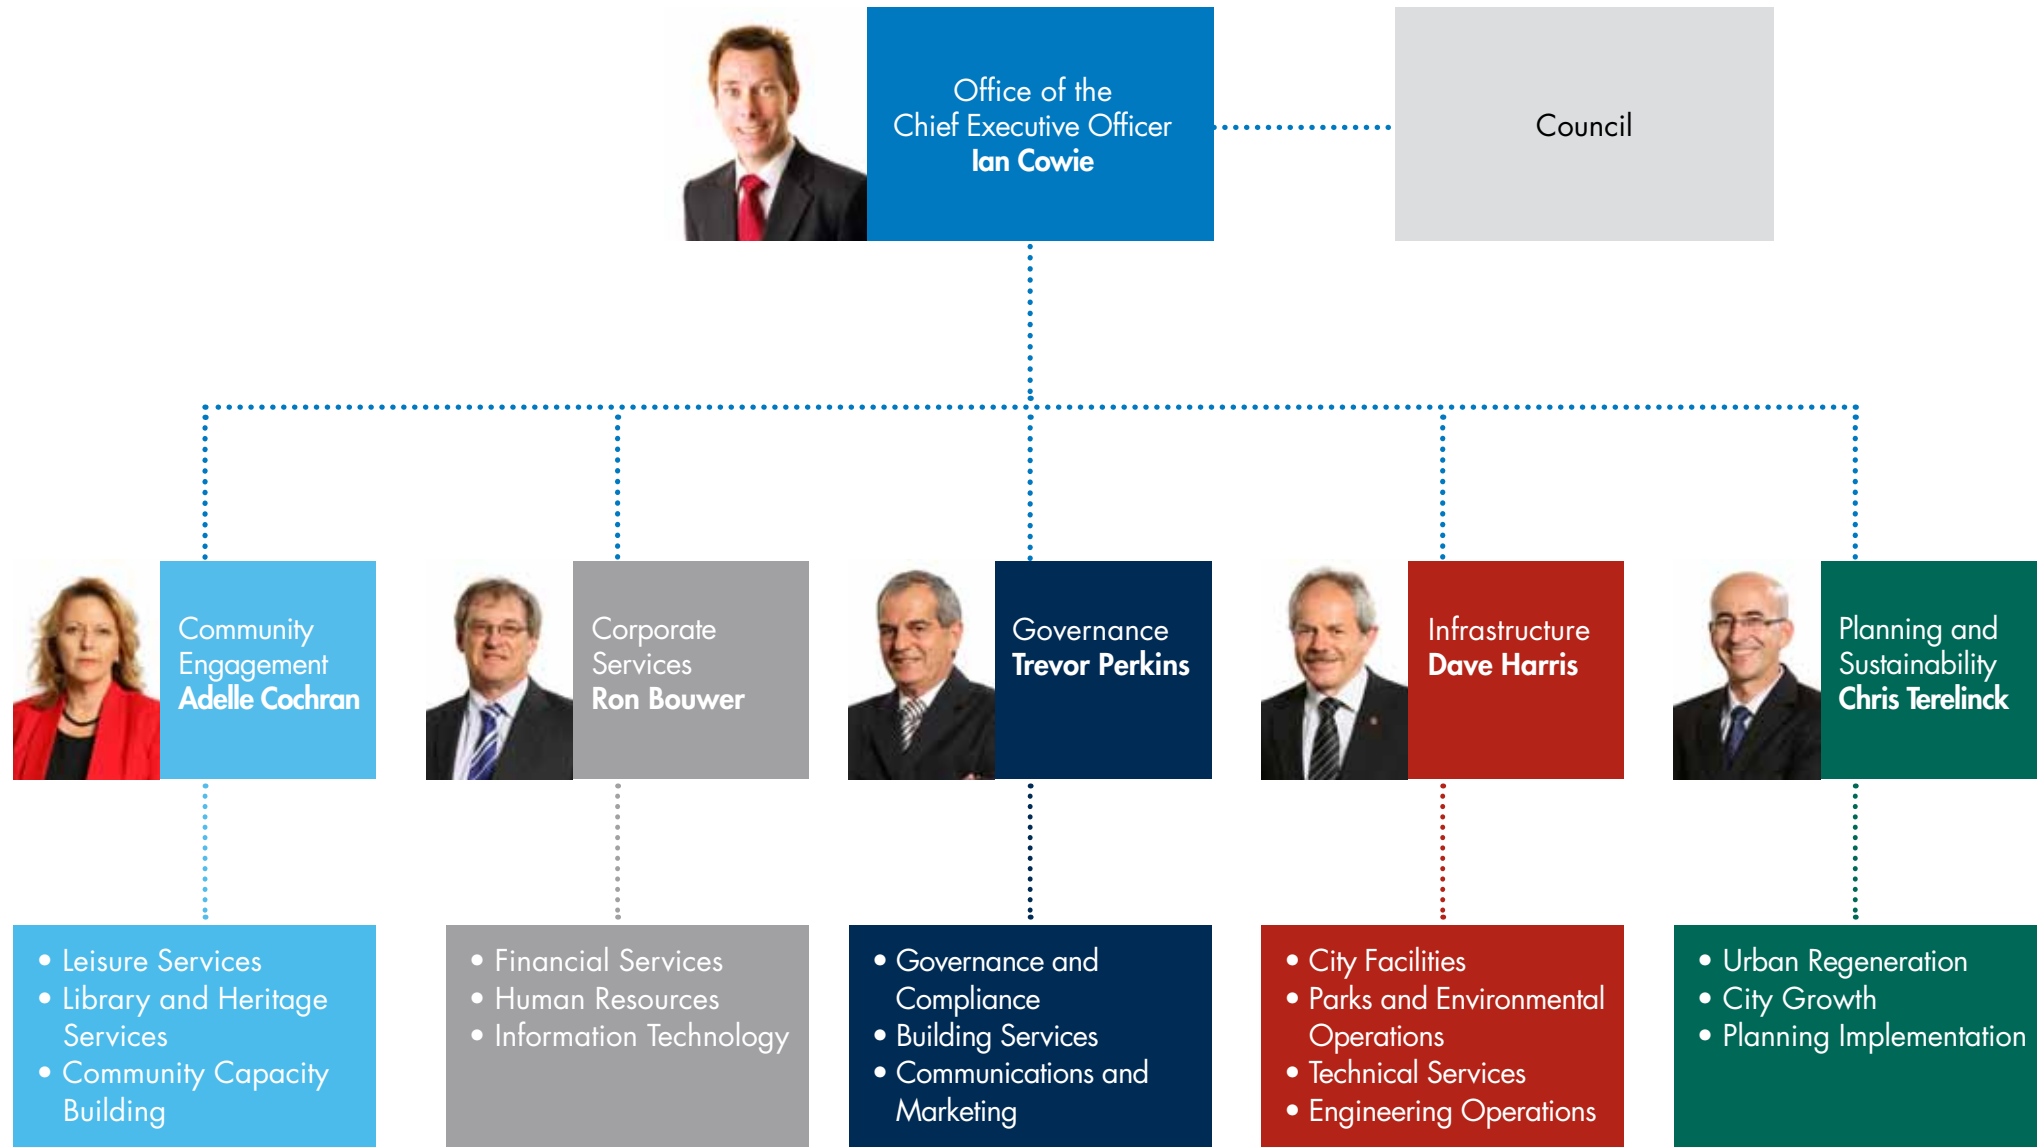 Office of the
Chief Executive Officer
Ian Cowie
Council
Community
Engagement
Adelle Cochran
Corporate
Services
Ron Bouwer
Governance
Trevor Perkins
Infrastructure
Dave Harris
Planning and
Sustainability
Chris Terelinck
• Leisure Services
• Library and Heritage
Services
• Community Capacity
Building
• Financial Services
• Human Resources
• Information Technology
• Governance and
Compliance
• Building Services
• Communications and
Marketing
• City Facilities
• Parks and Environmental
Operations
• Technical Services
• Engineering Operations
• Urban Regeneration
• City Growth
• Planning Implementation